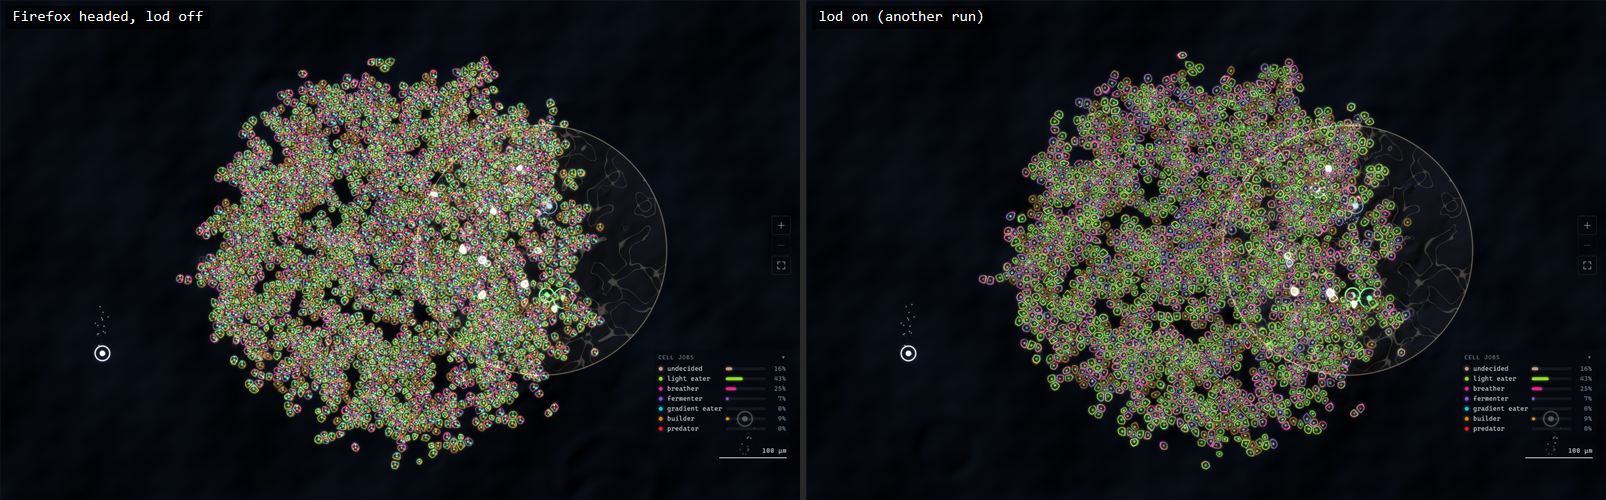 Firefox headed, lod off
CELL JOBS
undecided 16%
light eater 43%
breather 25%
fermenter 7%
gradient eater 0%
builder 9%
predator 0%
100 µm
lod on (another run)
CELL JOBS
undecided 16%
light eater 43%
breather 25%
fermenter 7%
gradient eater 0%
builder 9%
predator 0%
100 µm